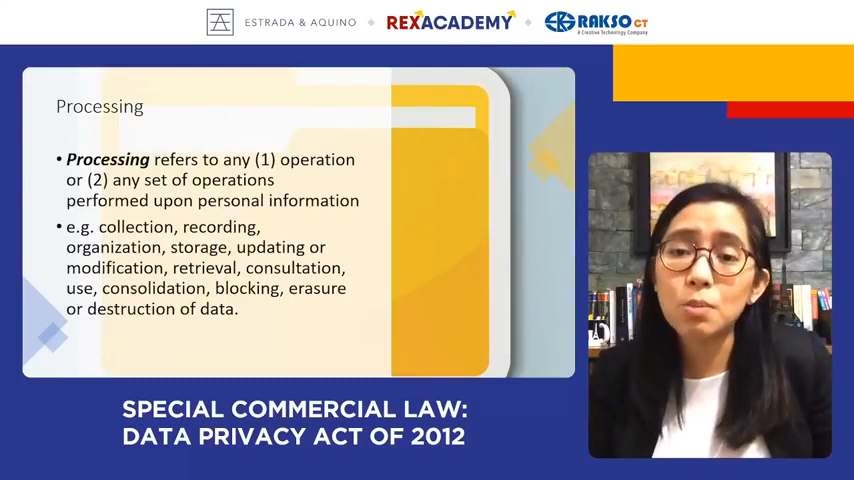 ESTRADA & AQUINO
REXACADEMY
RAKSO CT
A Creative Technology Company
Processing
• Processing refers to any (1) operation
or (2) any set of operations
performed upon personal information
• e.g. collection, recording,
organization, storage, updating or
modification, retrieval, consultation,
use, consolidation, blocking, erasure
or destruction of data.
SPECIAL COMMERCIAL LAW:
DATA PRIVACY ACT OF 2012